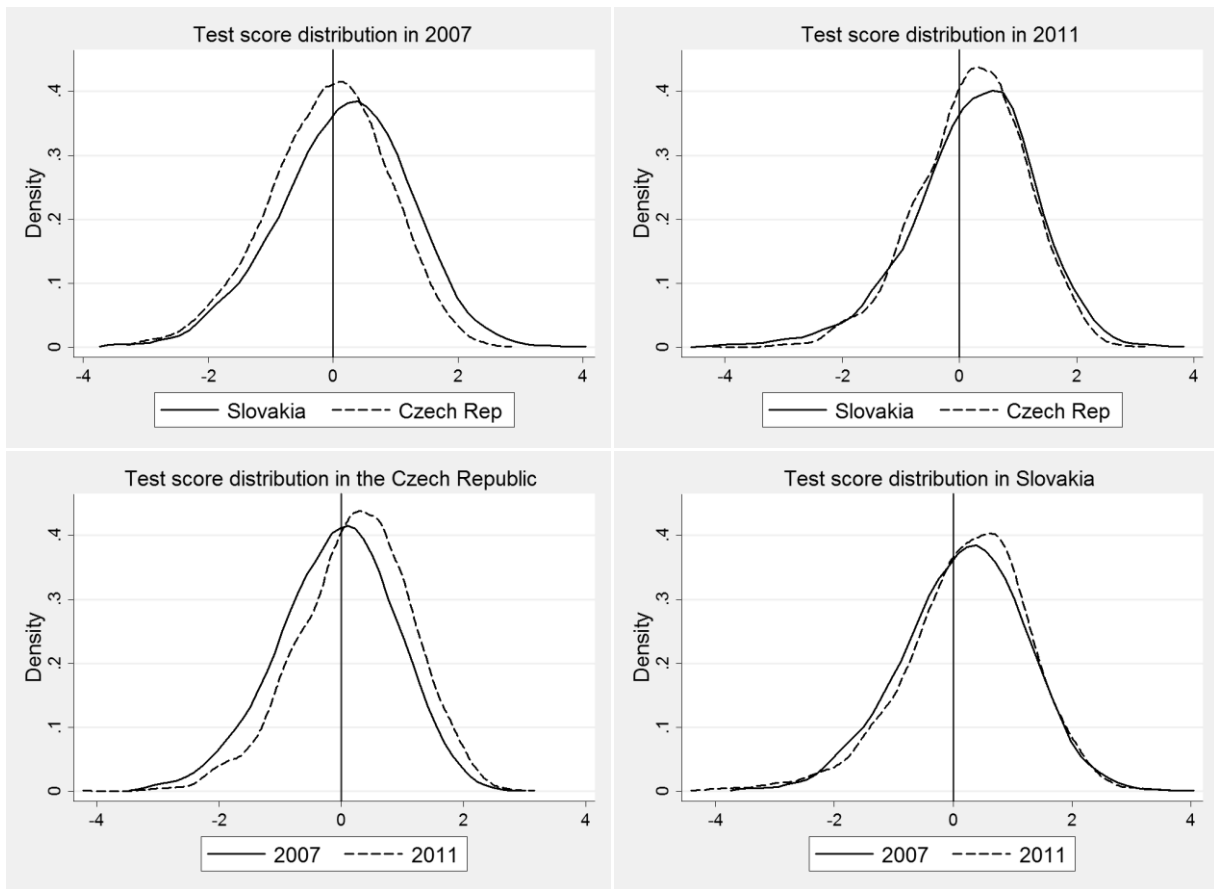 Test score distribution in 2007
Density
.4
.3
.2
.1
0
-4 -2 0 2 4
Slovakia Czech Rep
Test score distribution in 2011
Density
.4
.3
.2
.1
0
-4 -2 0 2 4
Slovakia Czech Rep
Test score distribution in the Czech Republic
Density
.4
.3
.2
.1
0
-4 -2 0 2 4
2007 2011
Test score distribution in Slovakia
Density
.4
.3
.2
.1
0
-4 -2 0 2 4
2007 2011